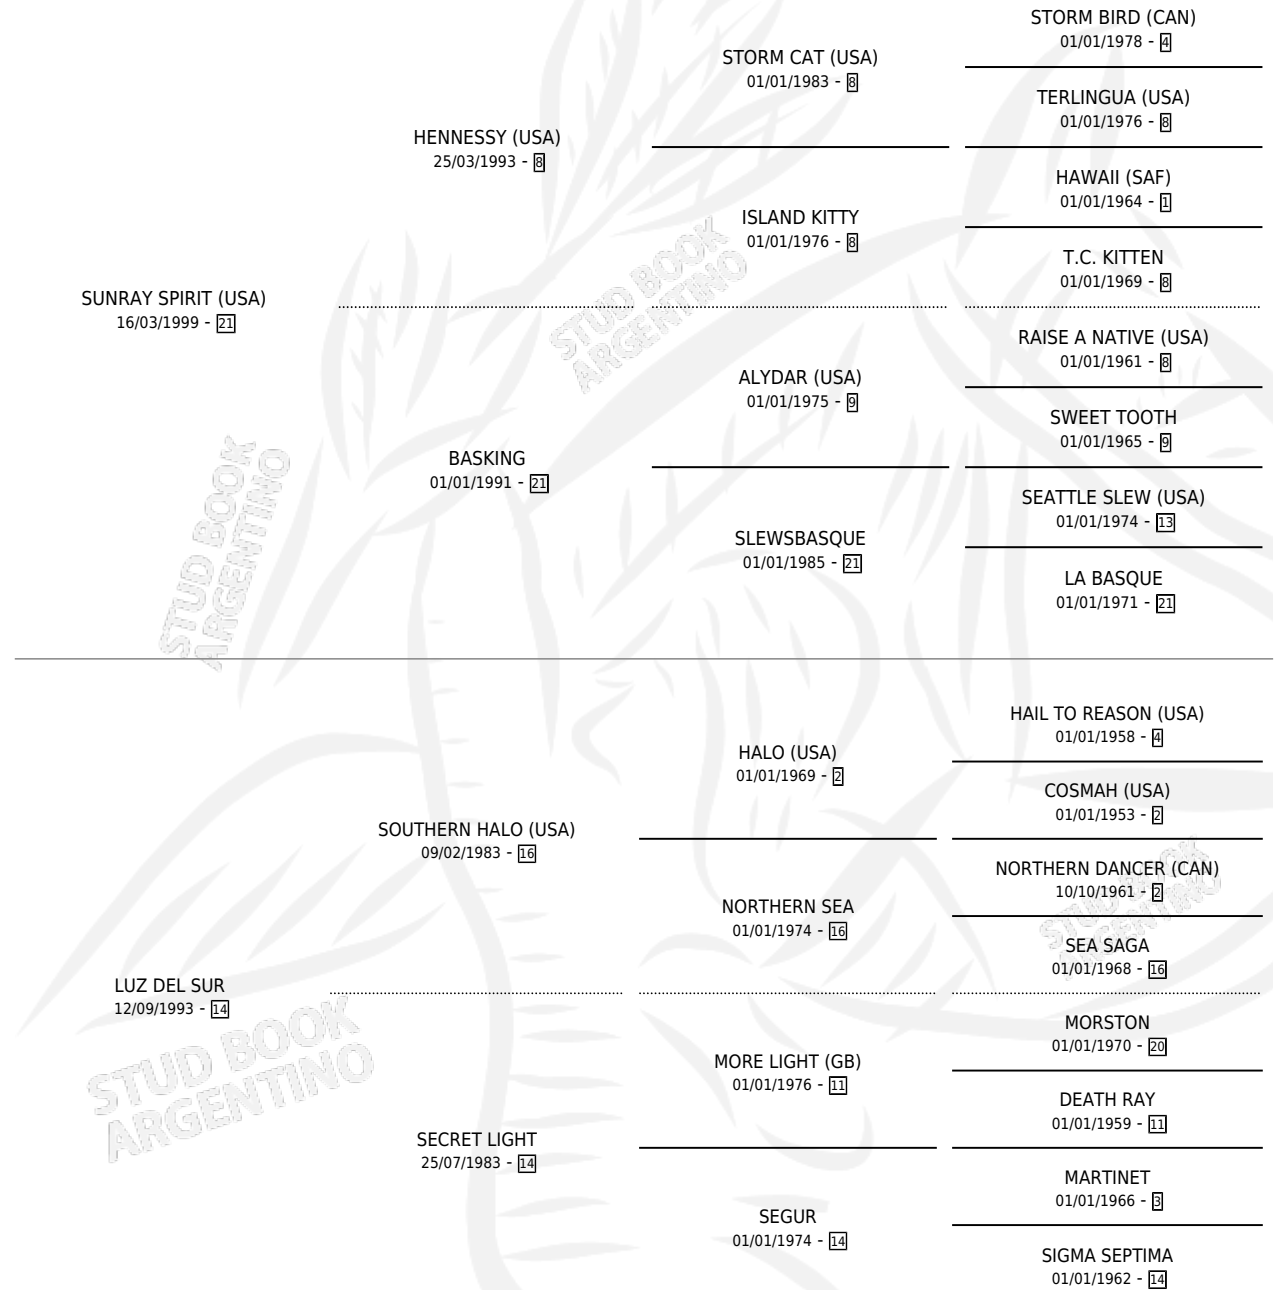 STORM BIRD (CAN)
01/01/1978 - 4
STORM CAT (USA)
01/01/1983 - 8
TERLINGUA (USA)
01/01/1976 - 8
HENNESSY (USA)
25/03/1993 - 8
HAWAII (SAF)
01/01/1964 - 1
ISLAND KITTY
01/01/1976 - 8
T.C. KITTEN
01/01/1969 - 8
SUNRAY SPIRIT (USA)
16/03/1999 - 21
STUD BOOK
ARGENTINO
RAISE A NATIVE (USA)
01/01/1961 - 8
ALYDAR (USA)
01/01/1975 - 9
SWEET TOOTH
01/01/1965 - 9
BASKING
01/01/1991 - 21
SEATTLE SLEW (USA)
01/01/1974 - 13
SLEWSBASQUE
01/01/1985 - 21
LA BASQUE
01/01/1971 - 21
STUD BOOK
ARGENTINO
HAIL TO REASON (USA)
01/01/1958 - 4
HALO (USA)
01/01/1969 - 2
COSMAH (USA)
01/01/1953 - 2
SOUTHERN HALO (USA)
09/02/1983 - 16
NORTHERN DANCER (CAN)
10/10/1961 - 2
STUD BOOK
ARGENTINO
NORTHERN SEA
01/01/1974 - 16
SEA SAGA
01/01/1968 - 16
LUZ DEL SUR
12/09/1993 - 14
STUD BOOK
ARGENTINO
MORSTON
01/01/1970 - 20
MORE LIGHT (GB)
01/01/1976 - 11
DEATH RAY
01/01/1959 - 11
SECRET LIGHT
25/07/1983 - 14
MARTINET
01/01/1966 - 3
SEGUR
01/01/1974 - 14
SIGMA SEPTIMA
01/01/1962 - 14